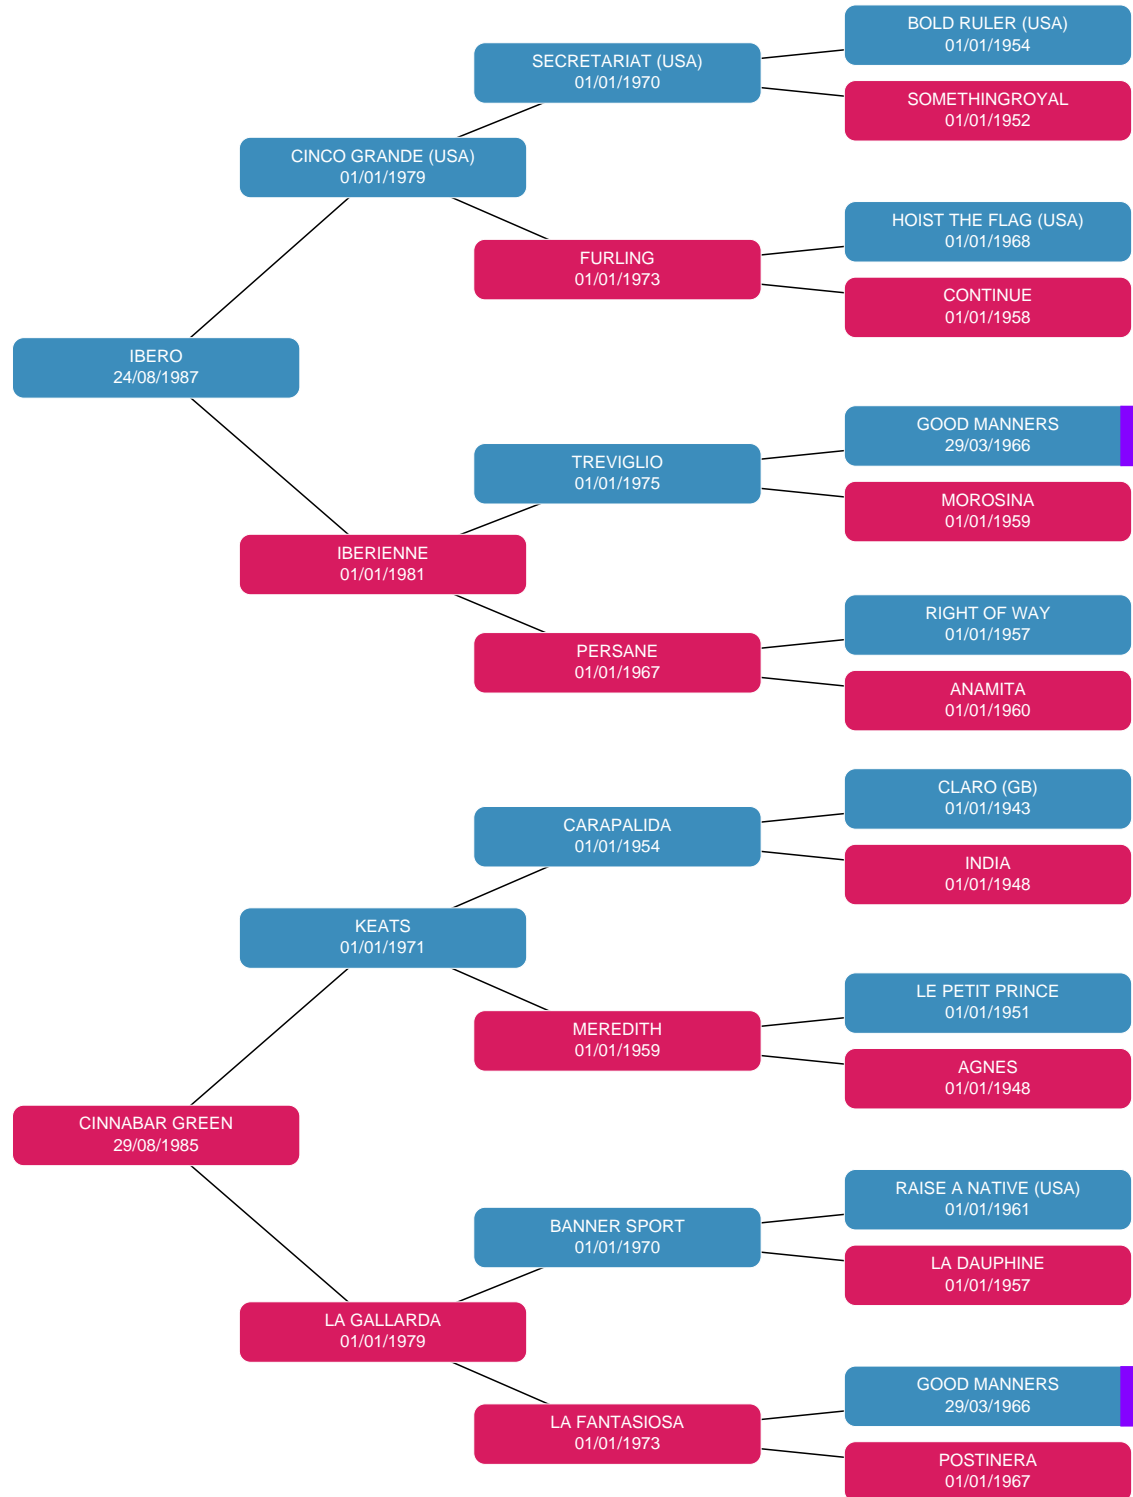 BOLD RULER (USA)
01/01/1954
SECRETARIAT (USA)
01/01/1970
SOMETHINGROYAL
01/01/1952
CINCO GRANDE (USA)
01/01/1979
HOIST THE FLAG (USA)
01/01/1968
FURLING
01/01/1973
CONTINUE
01/01/1958
IBERO
24/08/1987
GOOD MANNERS
29/03/1966
TREVIGLIO
01/01/1975
MOROSINA
01/01/1959
IBERIENNE
01/01/1981
RIGHT OF WAY
01/01/1957
PERSANE
01/01/1967
ANAMITA
01/01/1960
CLARO (GB)
01/01/1943
CARAPALIDA
01/01/1954
INDIA
01/01/1948
KEATS
01/01/1971
LE PETIT PRINCE
01/01/1951
MEREDITH
01/01/1959
AGNES
01/01/1948
CINNABAR GREEN
29/08/1985
RAISE A NATIVE (USA)
01/01/1961
BANNER SPORT
01/01/1970
LA DAUPHINE
01/01/1957
LA GALLARDA
01/01/1979
GOOD MANNERS
29/03/1966
LA FANTASIOSA
01/01/1973
POSTINERA
01/01/1967